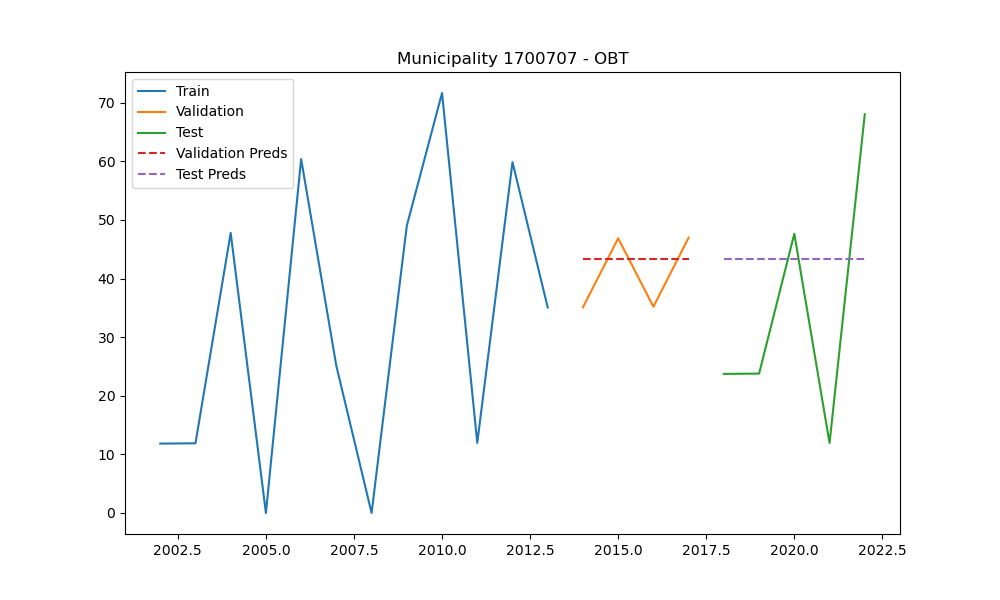 Municipality 1700707 - OBT
Train
Validation
Test
Validation Preds
Test Preds
70
60
50
40
30
20
10
0
2002.5 2005.0 2007.5 2010.0 2012.5 2015.0 2017.5 2020.0 2022.5